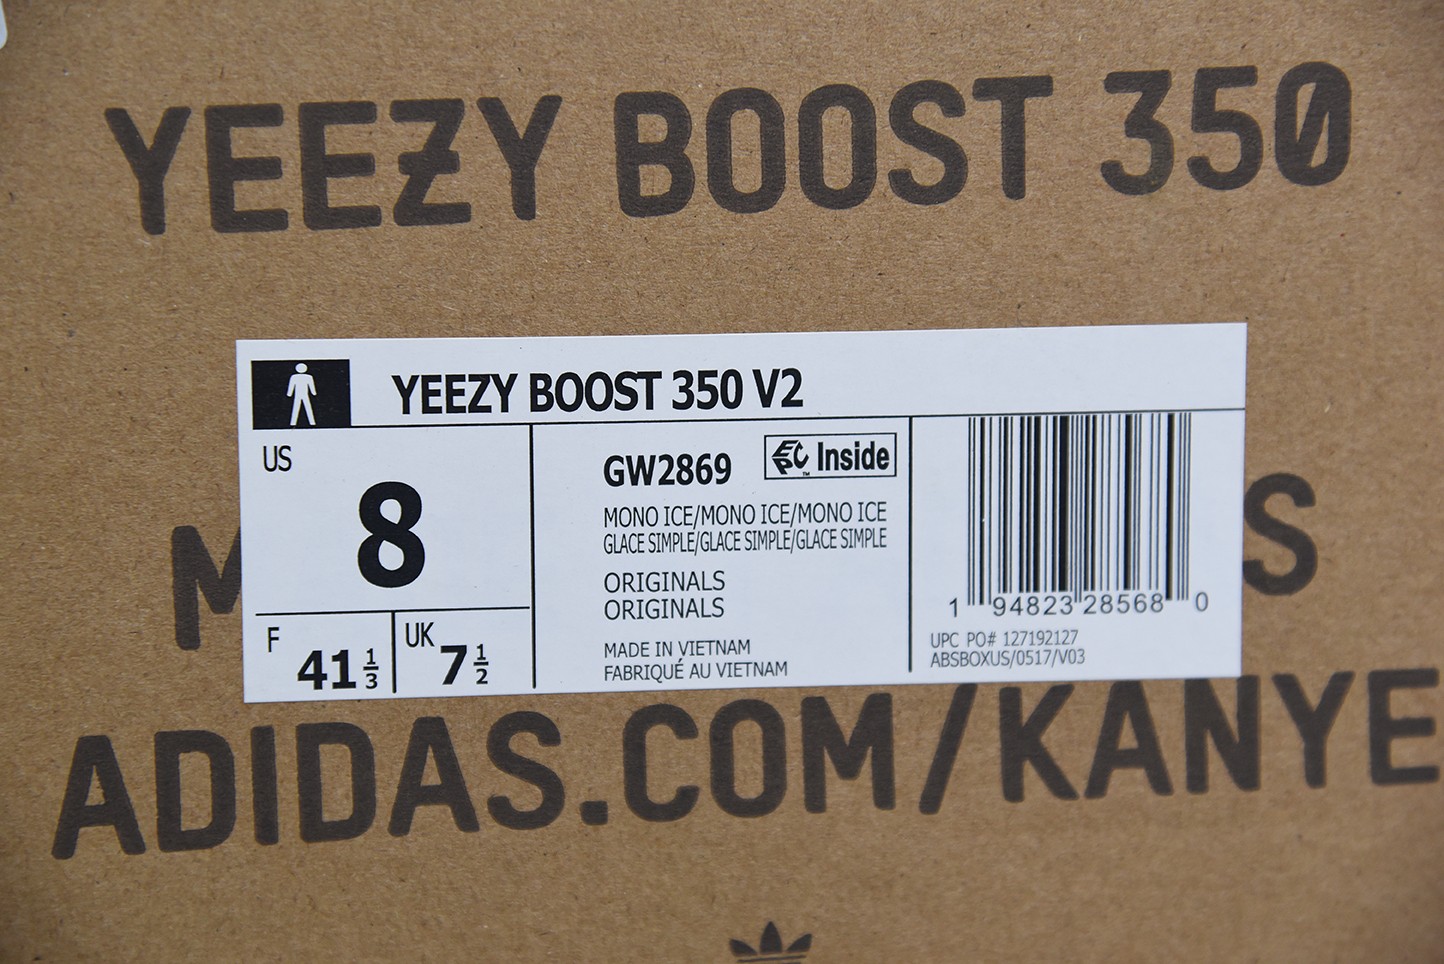 YEEZY BOOST 350
YEEZY BOOST 350 V2
US
8
F 41 1/3
UK 7 1/2
GW2869
EPC Inside
™
MONO ICE/MONO ICE/MONO ICE
GLACE SIMPLE/GLACE SIMPLE/GLACE SIMPLE
ORIGINALS
ORIGINALS
MADE IN VIETNAM
FABRIQUÉ AU VIETNAM
1 94823 28568 0
UPC PO# 127192127
ABSBOXUS/0517/V03
M
S
ADIDAS.COM/KANYE